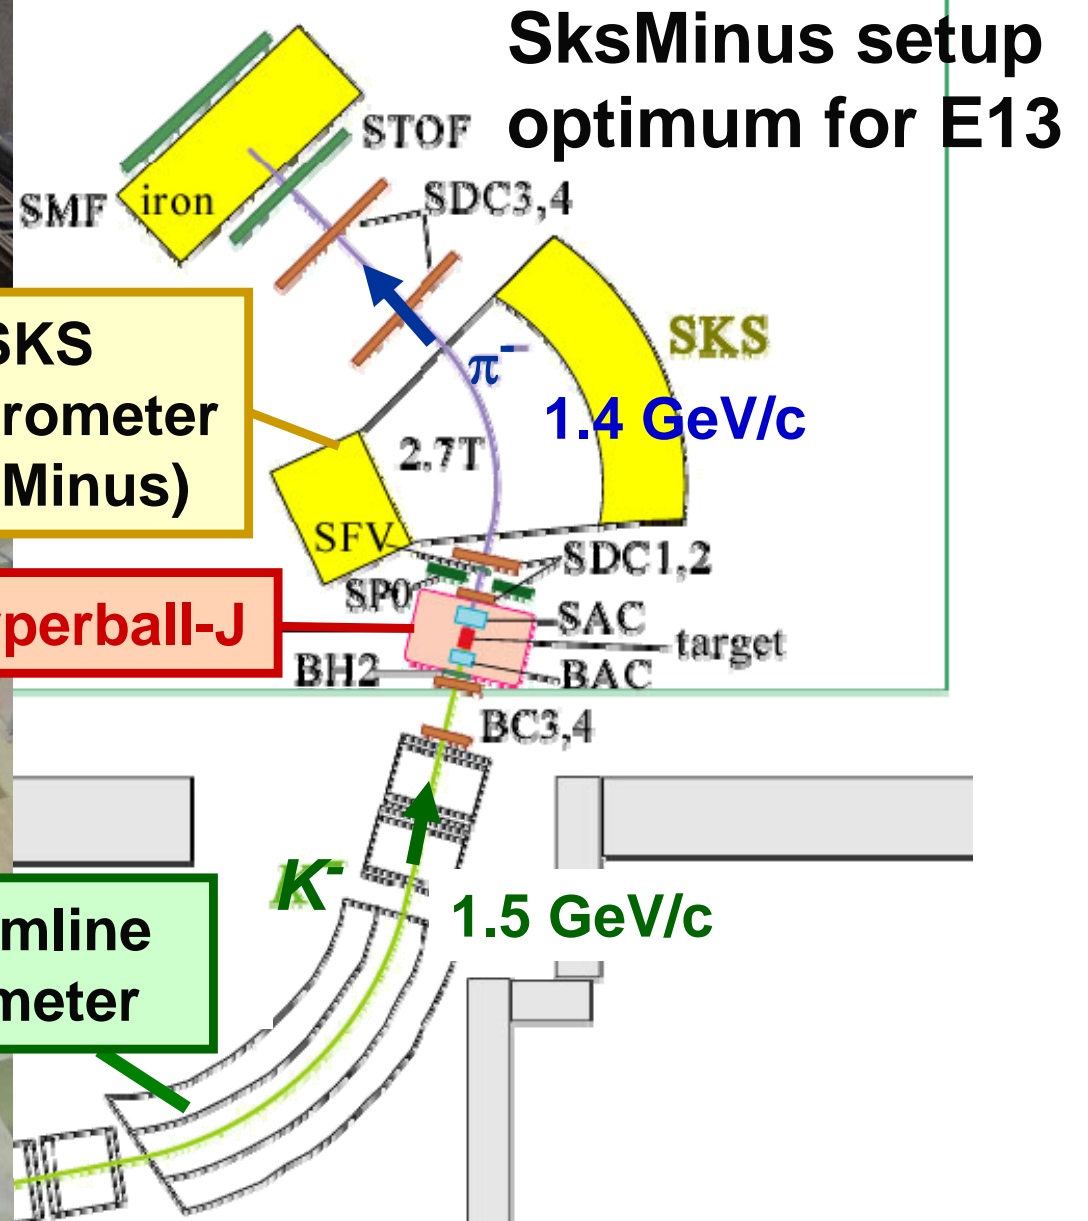 SksMinus setup
optimum for E13
STOF
SDC3,4
SMF
iron
SKS
SKS
rometer
Minus)
π-
1.4 GeV/c
2.7T
SFV
SDC1,2
SP0
SAC
perball-J
target
BH2
BAC
BC3,4
K-
1.5 GeV/c
mline
meter